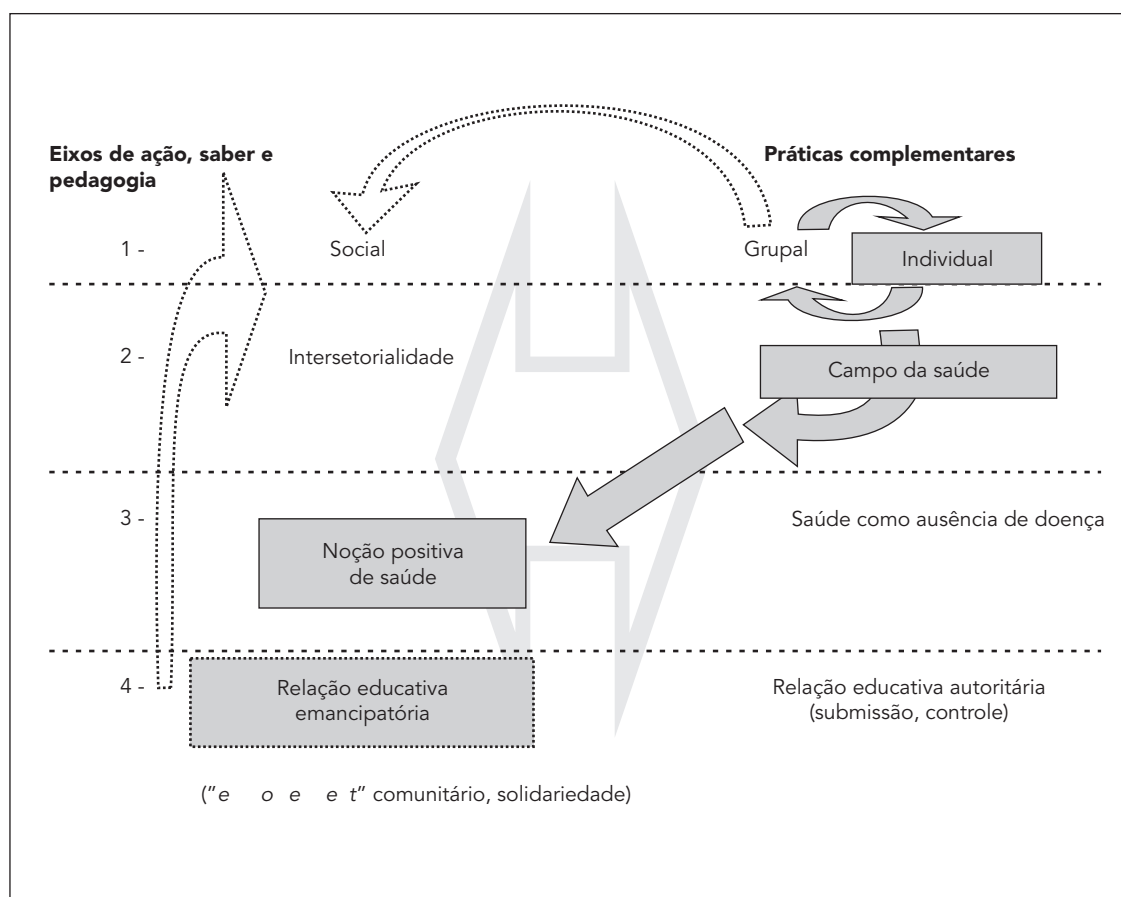 Eixos de ação, saber e
pedagogia
Práticas complementares
1 -
Social
Grupal
Individual
2 -
Intersetorialidade
Campo da saúde
3 -
Noção positiva
de saúde
Saúde como ausência de doença
4 -
Relação educativa
emancipatória
Relação educativa autoritária
(submissão, controle)
("e o e e t" comunitário, solidariedade)